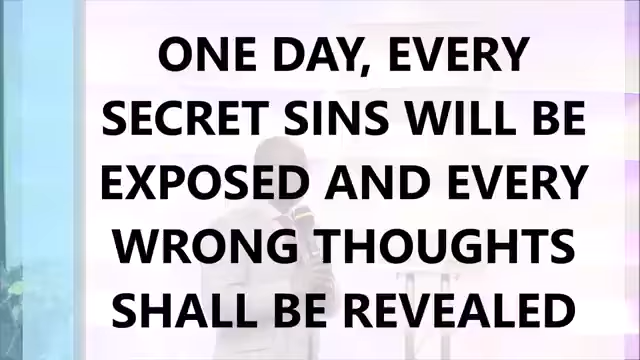 ONE DAY, EVERY
SECRET SINS WILL BE
EXPOSED AND EVERY
WRONG THOUGHTS
SHALL BE REVEALED